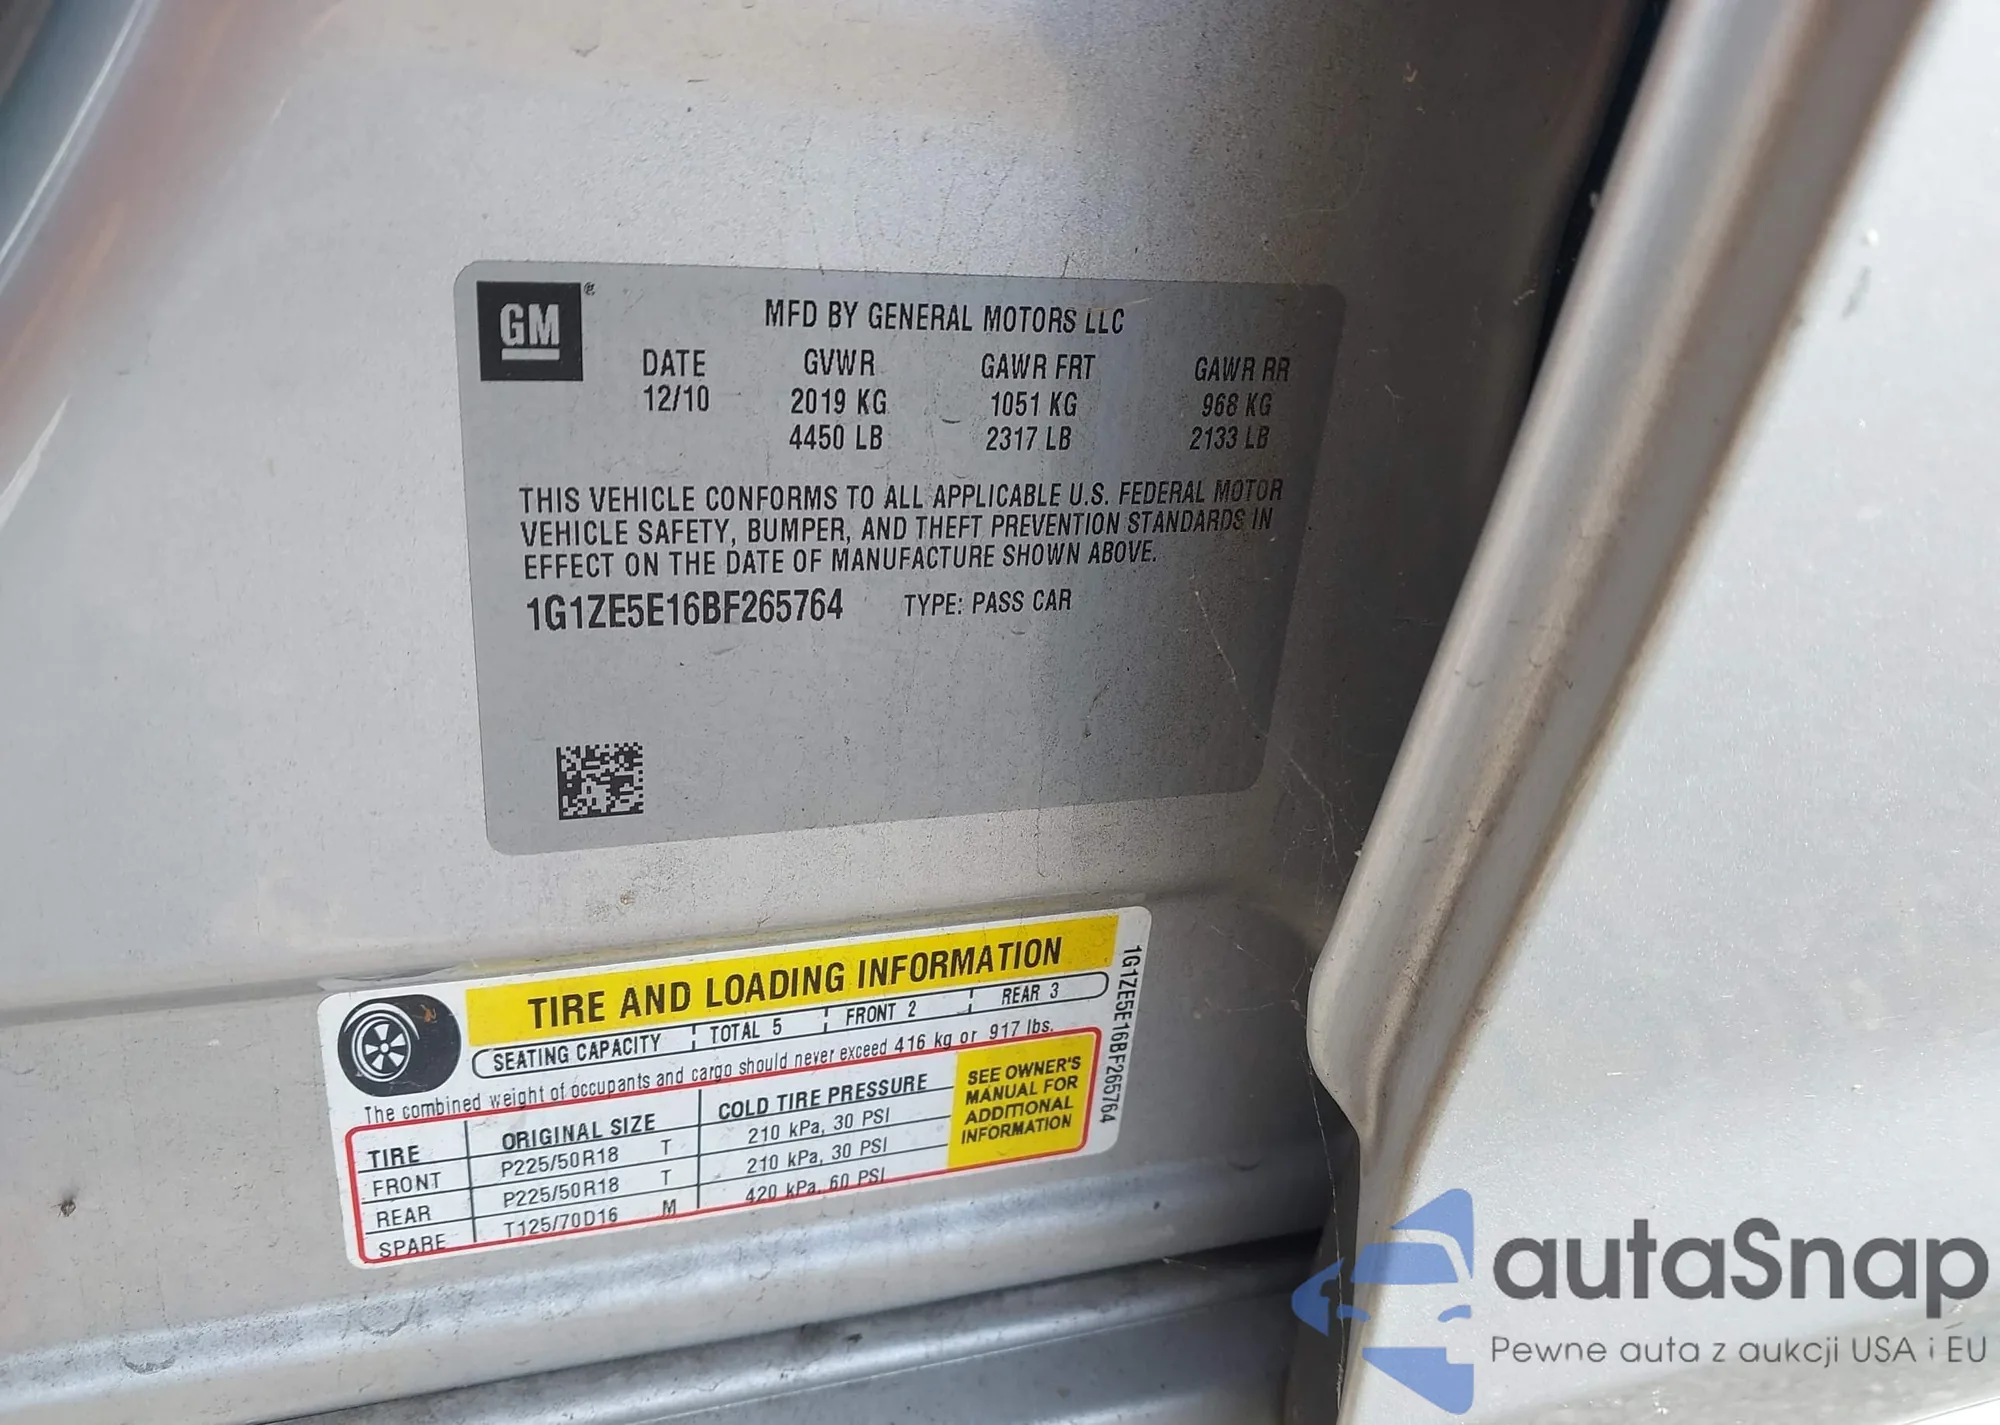 GM ®
MFD BY GENERAL MOTORS LLC
DATE GVWR GAWR FRT GAWR RR
12/10 2019 KG 1051 KG 968 KG
4450 LB 2317 LB 2133 LB
THIS VEHICLE CONFORMS TO ALL APPLICABLE U.S. FEDERAL MOTOR
VEHICLE SAFETY, BUMPER, AND THEFT PREVENTION STANDARDS IN
EFFECT ON THE DATE OF MANUFACTURE SHOWN ABOVE.
1G1ZE5E16BF265764 TYPE: PASS CAR
TIRE AND LOADING INFORMATION
SEATING CAPACITY TOTAL 5 FRONT 2 REAR 3
The combined weight of occupants and cargo should never exceed 416 kg or 917 lbs.
TIRE ORIGINAL SIZE COLD TIRE PRESSURE
FRONT P225/50R18 T 210 kPa, 30 PSI
REAR P225/50R18 T 210 kPa, 30 PSI
SPARE T125/70D16 M 420 kPa, 60 PSI
SEE OWNER'S
MANUAL FOR
ADDITIONAL
INFORMATION
1G1ZE5E16BF265764
autaSnap
Pewne auta z aukcji USA i EU